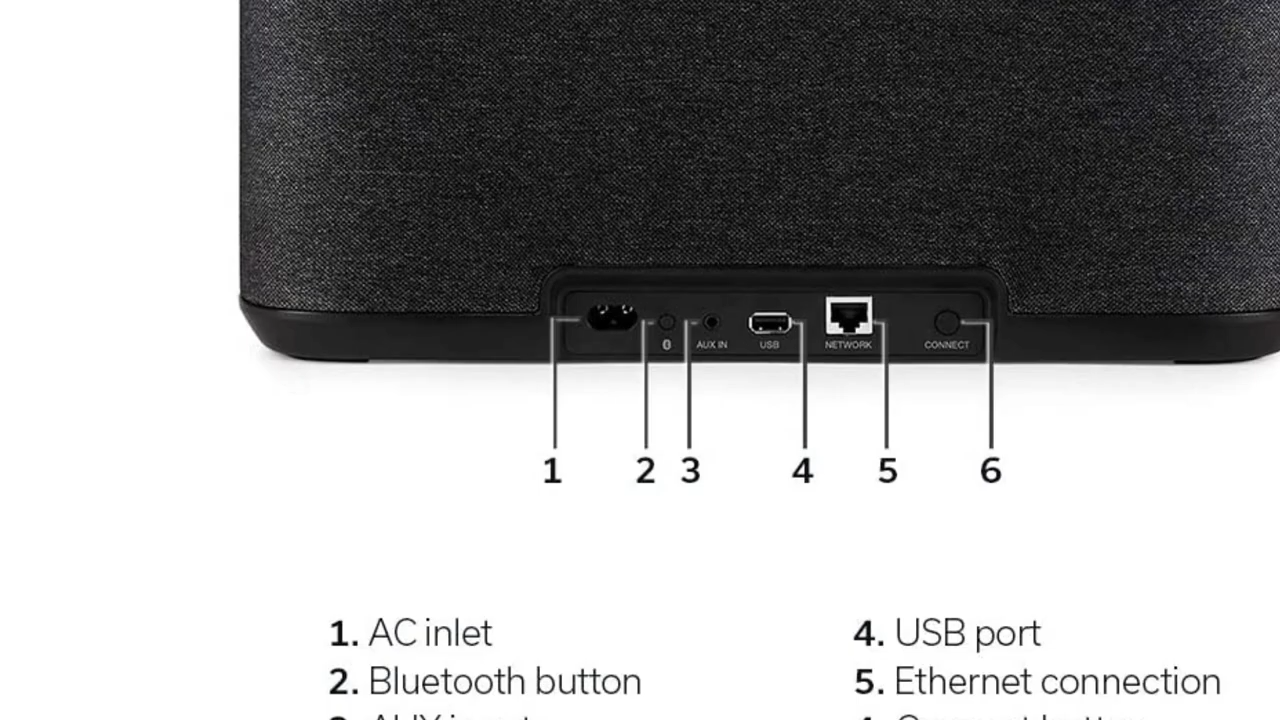 AUX IN USB NETWORK CONNECT
1 2 3 4 5 6
1. AC inlet
2. Bluetooth button
4. USB port
5. Ethernet connection